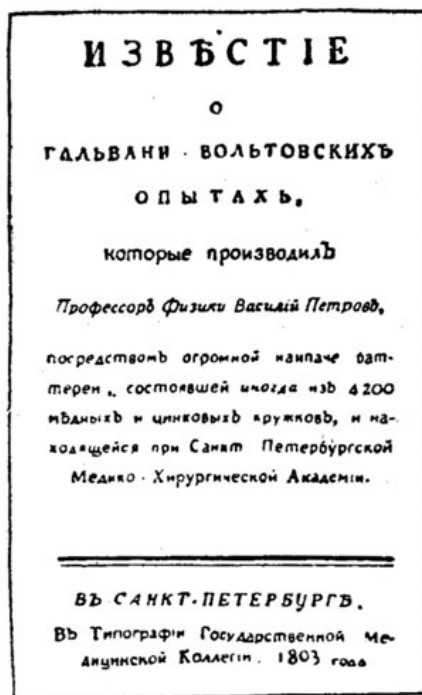 ИЗВѢСТІЕ
О
ГАЛЬВАНИ - ВОЛЬТОВСКИХЪ
ОПЫТАХЪ,
которые производилЪ
ПрофессорЪ Физики Василій ПетровЪ,
посредствомЪ огромной наипаче бат-
терeи, состоявшей иногда изЪ 4200
мѣдныхЪ и цинковыхЪ кружковЪ, и на-
ходящейся при Санкт Петербургской
Медико - Хирургической Академіи.
ВЪ САНКТ-ПЕТЕРБУРГѢ,
ВЪ Типографіи Государственной Ме-
дицинской Коллегіи. 1803 года